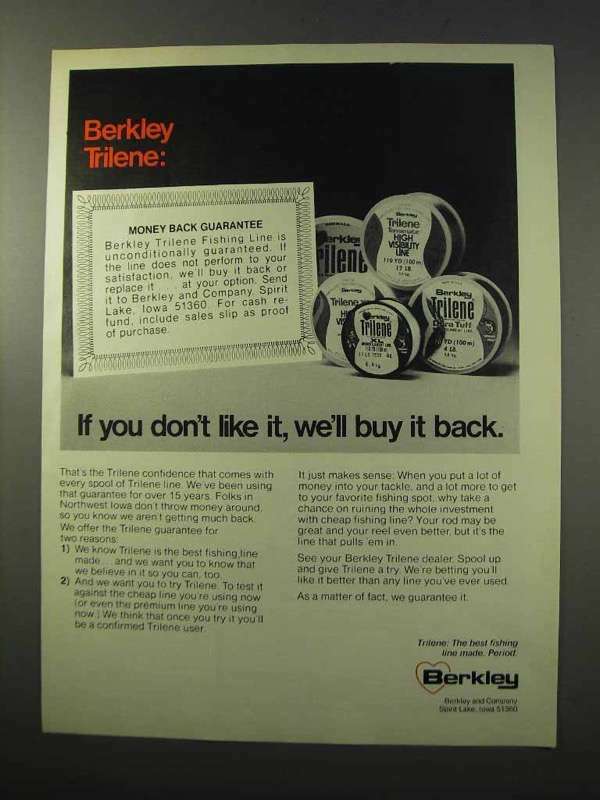 Berkley
Trilene:
MONEY BACK GUARANTEE
Berkley Trilene Fishing Line is
unconditionally guaranteed. If
the line does not perform to your
satisfaction, we'll buy it back or
replace it . . . . at your option. Send
it to Berkley and Company, Spirit
Lake, Iowa 51360. For cash re-
fund, include sales slip as proof
of purchase.
Berkley
Trilene
Berkley
Trilene
HIGH
VISIBILITY
LINE
110 YD (100 m)
17 LB
Trilene
Berkley
Trilene
XL
Berkley
Trilene
Dura Tuff
YD (100 m)
4 LB.
If you don't like it, we'll buy it back.
That's the Trilene confidence that comes with
every spool of Trilene line. We've been using
that guarantee for over 15 years. Folks in
Northwest Iowa don't throw money around,
so you know we aren't getting much back.
We offer the Trilene guarantee for
two reasons:
1) We know Trilene is the best fishing line
made . . . and we want you to know that
we believe in it so you can, too.
2) And we want you to try Trilene. To test it
against the cheap line you're using now
(or even the premium line you're using
now.) We think that once you try it you'll
be a confirmed Trilene user.
It just makes sense: When you put a lot of
money into your tackle, and a lot more to get
to your favorite fishing spot, why take a
chance on ruining the whole investment
with cheap fishing line? Your rod may be
great and your reel even better, but it's the
line that pulls 'em in.
See your Berkley Trilene dealer. Spool up
and give Trilene a try. We're betting you'll
like it better than any line you've ever used.
As a matter of fact, we guarantee it.
Trilene: The best fishing
line made. Period.
Berkley
Berkley and Company
Spirit Lake, Iowa 51360